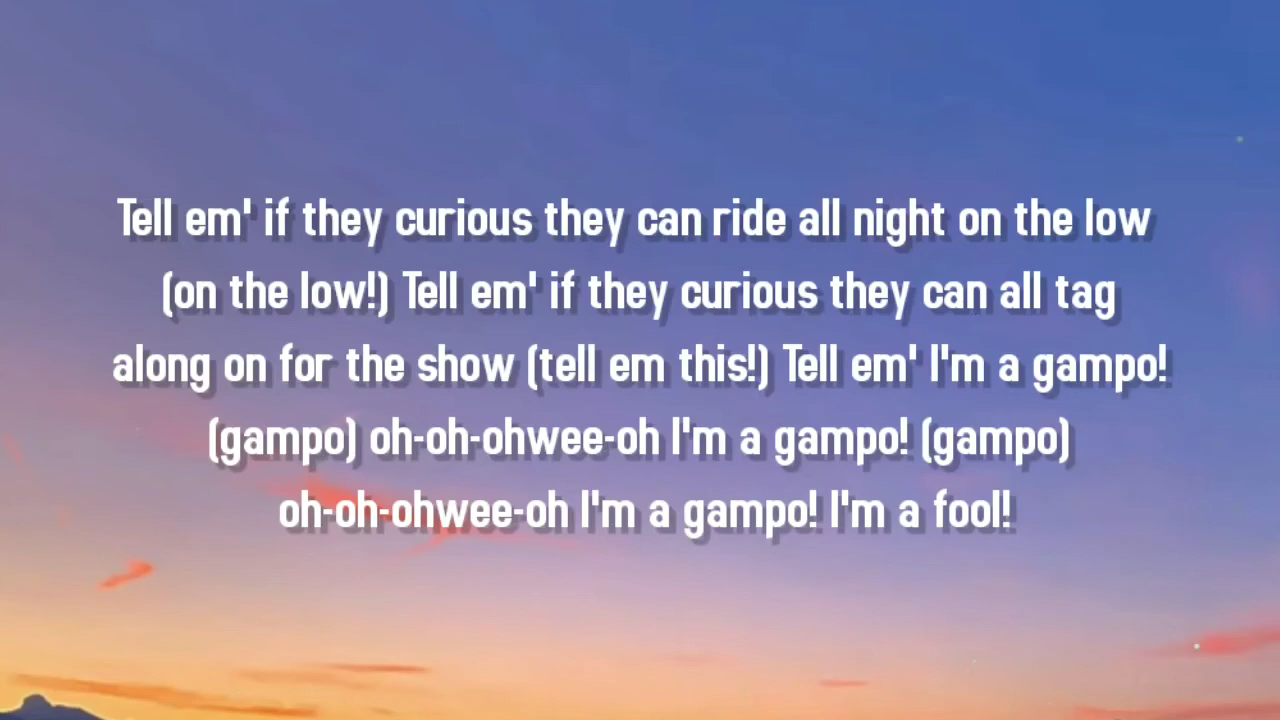 Tell em' if they curious they can ride all night on the low
(on the low!) Tell em' if they curious they can all tag
along on for the show (tell em this!) Tell em' I'm a gampo!
(gampo) oh-oh-ohwee-oh I'm a gampo! (gampo)
oh-oh-ohwee-oh I'm a gampo! I'm a fool!